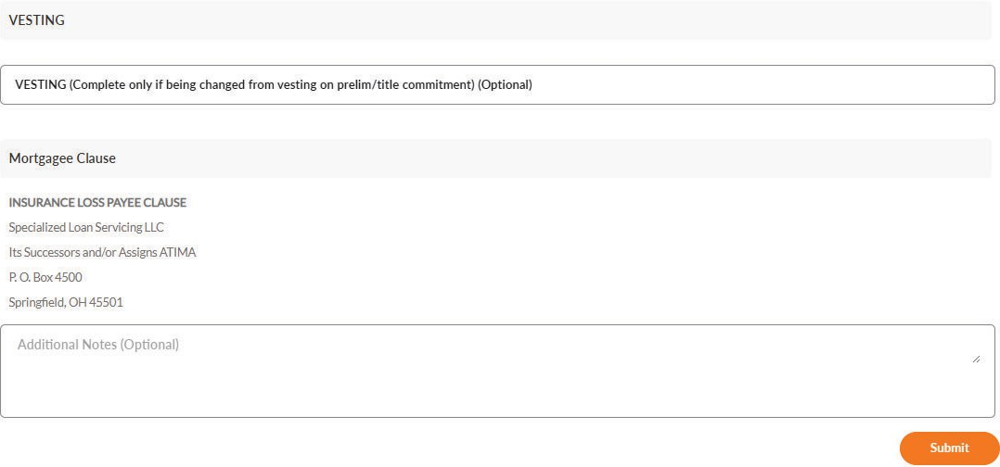 VESTING
VESTING (Complete only if being changed from vesting on prelim/title commitment) (Optional)
Mortgagee Clause
INSURANCE LOSS PAYEE CLAUSE
Specialized Loan Servicing LLC
Its Successors and/or Assigns ATIMA
P. O. Box 4500
Springfield, OH 45501
Additional Notes (Optional)
Submit